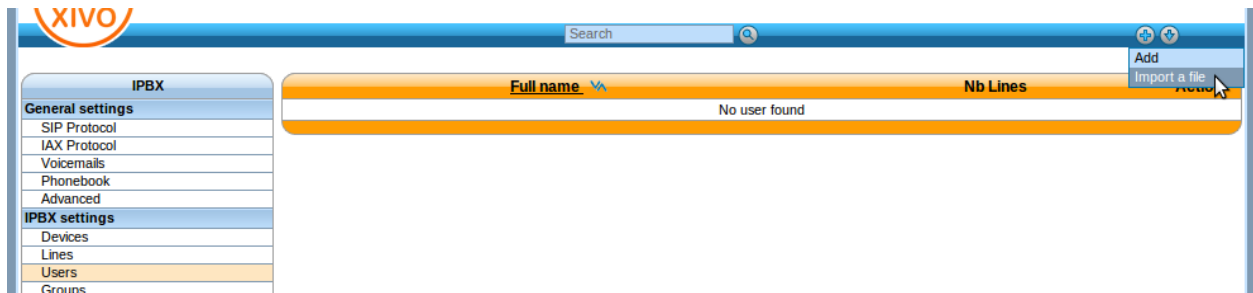 XIVO
Search
Add
Import a file
IPBX
Full name
Nb Lines
General settings
No user found
SIP Protocol
IAX Protocol
Voicemails
Phonebook
Advanced
IPBX settings
Devices
Lines
Users
Groups